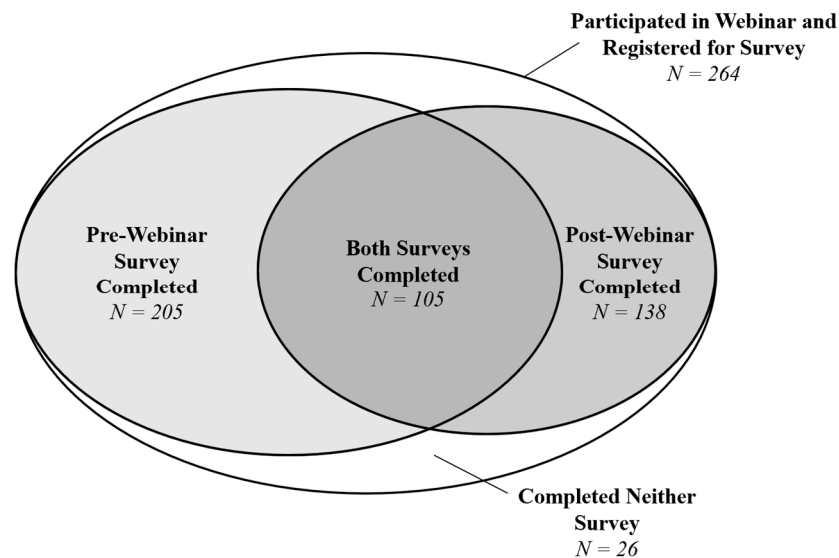 Participated in Webinar and
Registered for Survey
N = 264
Pre-Webinar
Survey
Completed
N = 205
Both Surveys
Completed
N = 105
Post-Webinar
Survey
Completed
N = 138
Completed Neither
Survey
N = 26